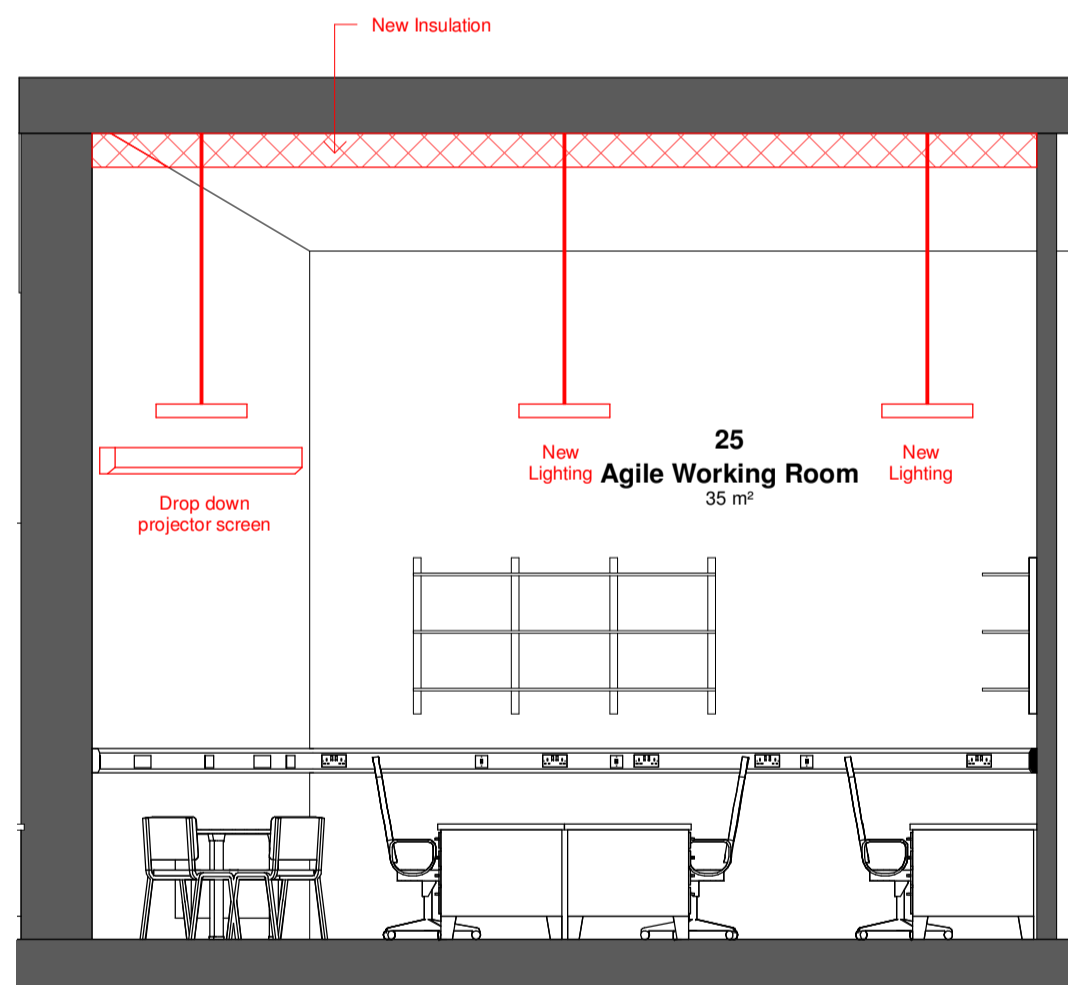 New Insulation
25
New
Lighting
Agile Working Room
35 m²
New
Lighting
Drop down
projector screen